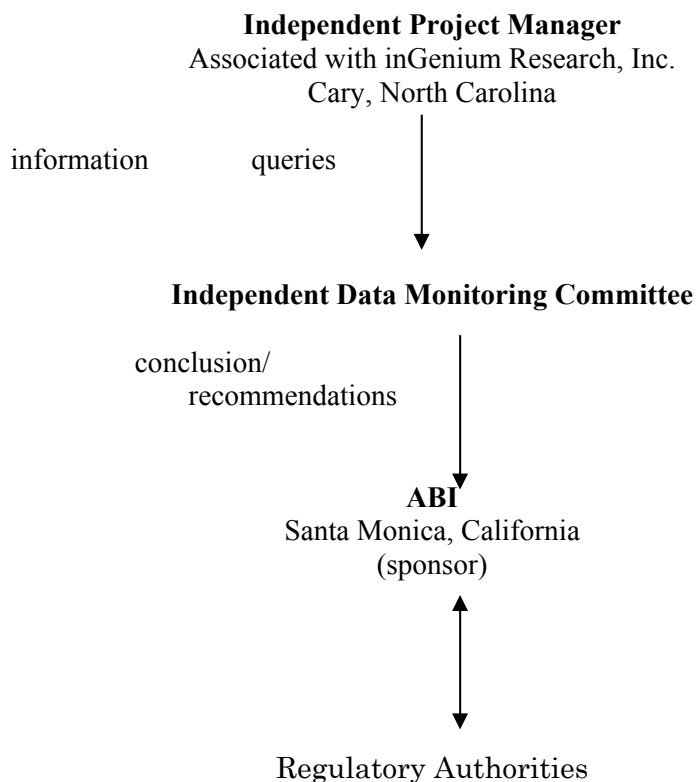 Independent Project Manager
Associated with inGenium Research, Inc.
Cary, North Carolina
information queries
Independent Data Monitoring Committee
conclusion/
recommendations
ABI
Santa Monica, California
(sponsor)
Regulatory Authorities